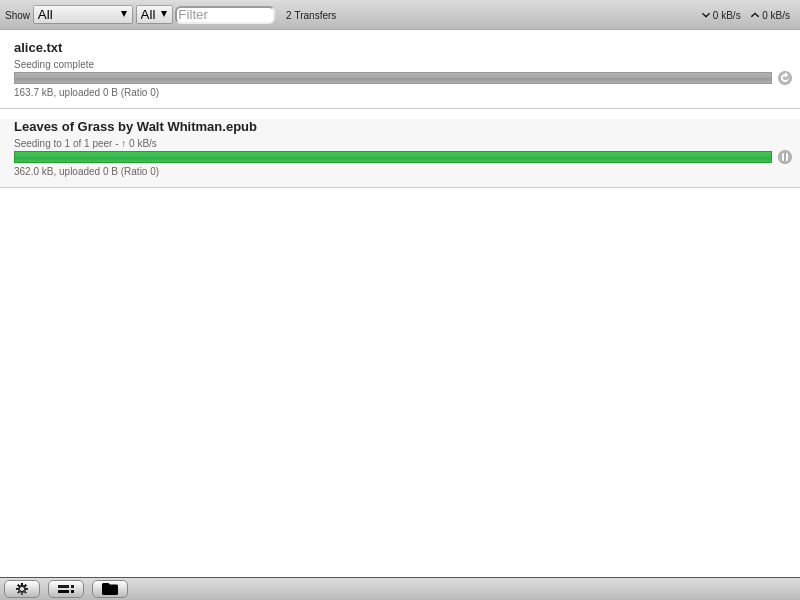 Show All ▼ All ▼ Filter 2 Transfers 0 kB/s 0 kB/s
alice.txt
Seeding complete
163.7 kB, uploaded 0 B (Ratio 0)
Leaves of Grass by Walt Whitman.epub
Seeding to 1 of 1 peer - ↑ 0 kB/s
362.0 kB, uploaded 0 B (Ratio 0)